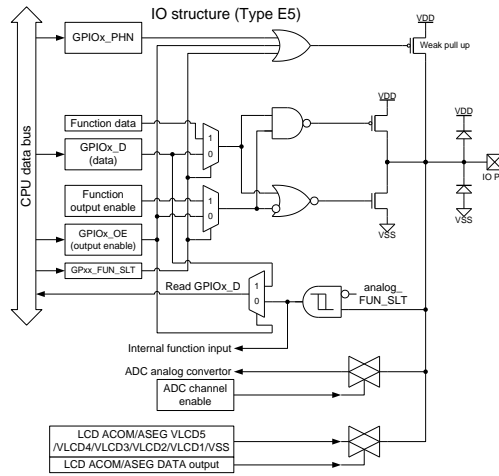 IO structure (Type E5)
VDD
GPIOx_PHN
Weak pull up
Function data
GPIOx_D
(data)
1
0
VDD
VDD
CPU data bus
Function
output enable
1
0
IO P
GPIOx_OE
(output enable)
VSS
VSS
GPxx_FUN_SLT
Read GPIOx_D
1
0
analog_
FUN_SLT
Internal function input
ADC analog convertor
ADC channel
enable
LCD ACOM/ASEG VLCD5
/VLCD4/VLCD3/VLCD2/VLCD1/VSS
LCD ACOM/ASEG DATA output